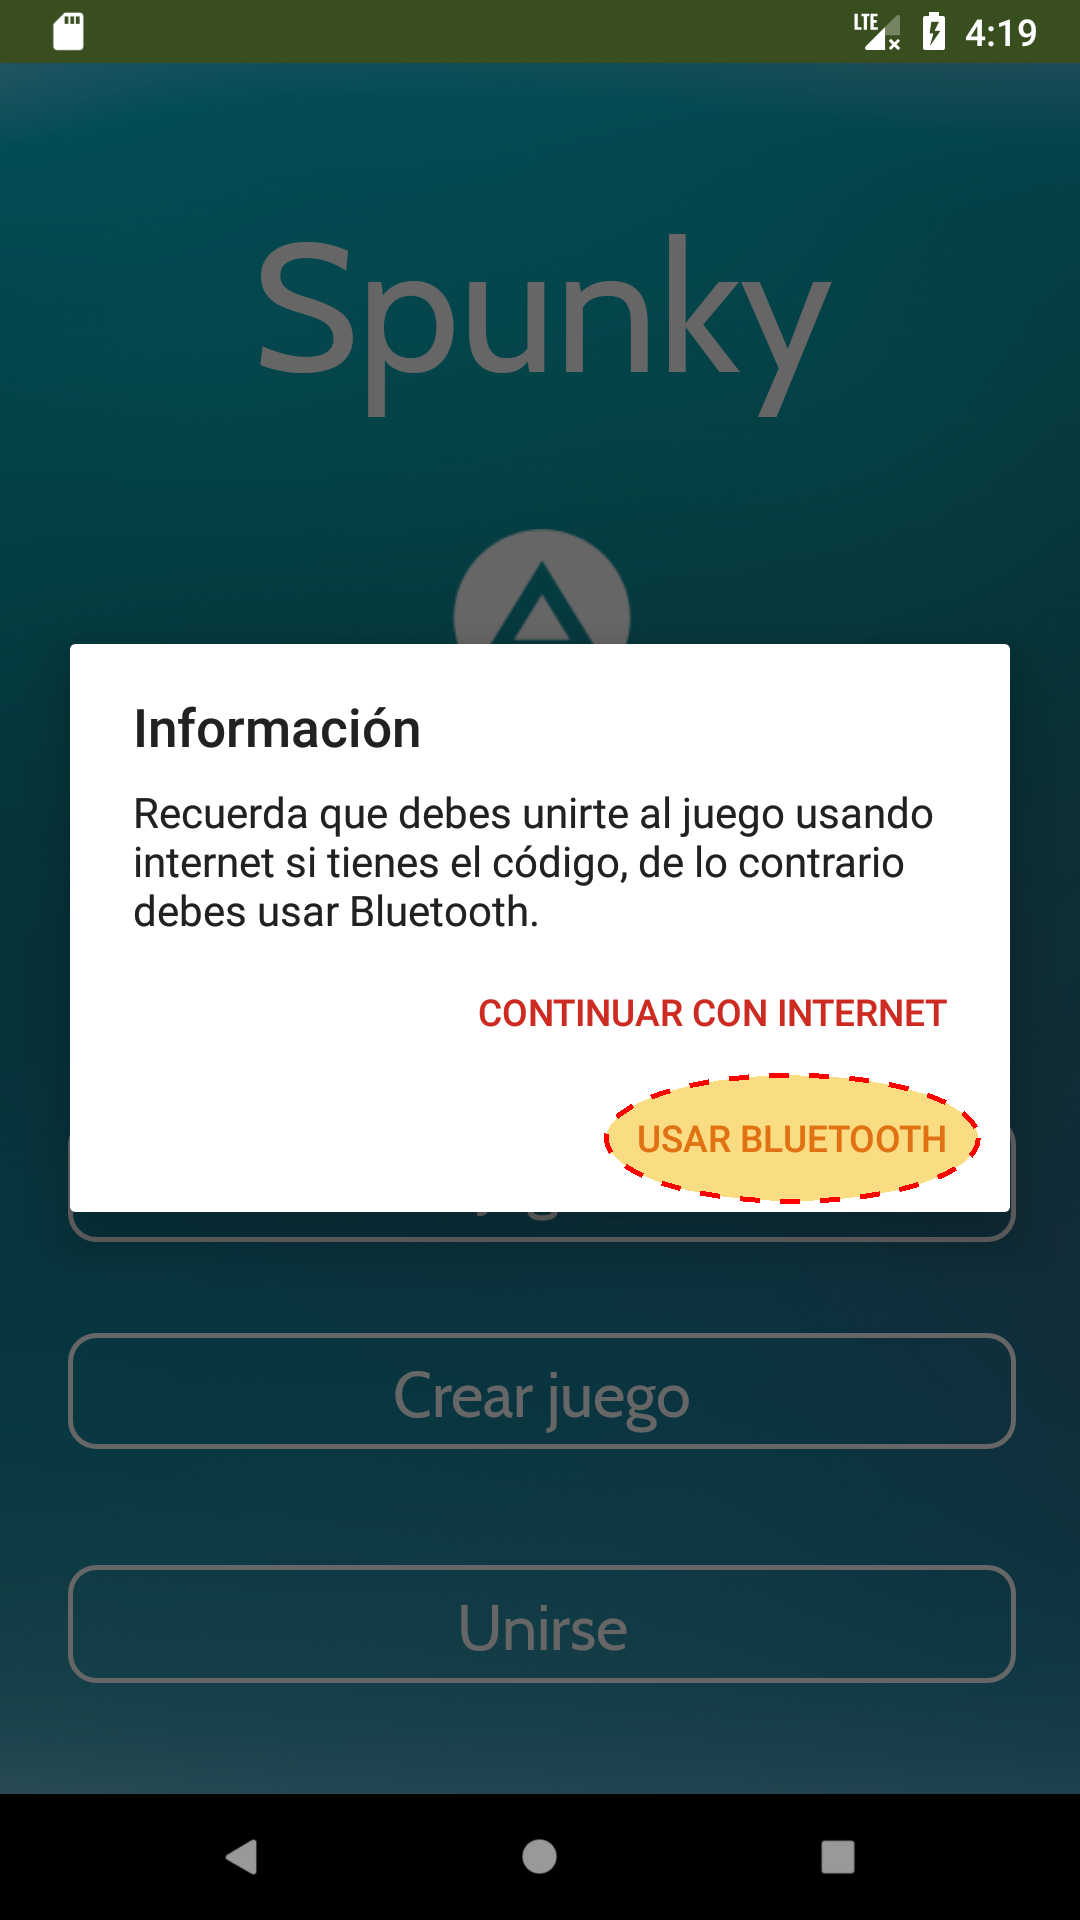 LTE 4:19
Spunky
Información
Recuerda que debes unirte al juego usando
internet si tienes el código, de lo contrario
debes usar Bluetooth.
CONTINUAR CON INTERNET
USAR BLUETOOTH
Crear juego
Unirse